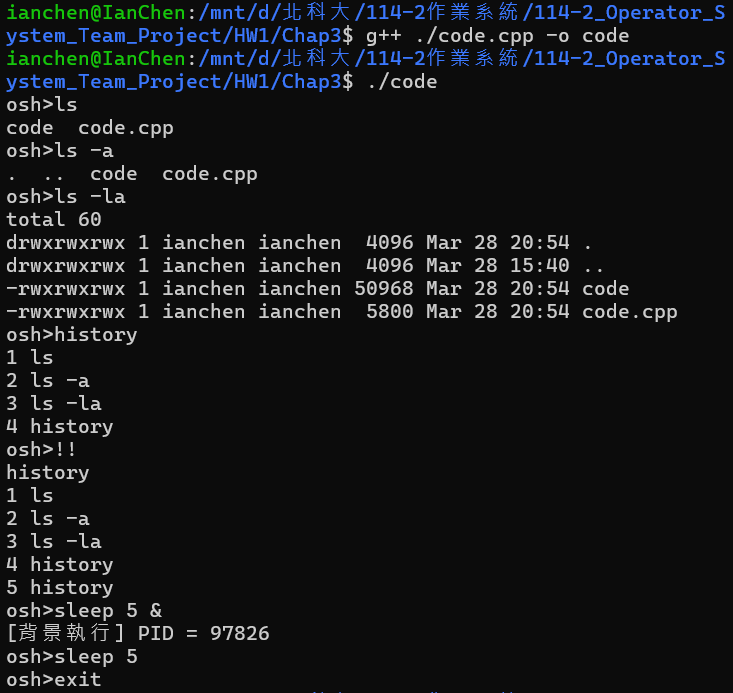 ianchen@IanChen:/mnt/d/北科大/114-2作業系統/114-2_Operator_S
ystem_Team_Project/HW1/Chap3$ g++ ./code.cpp -o code
ianchen@IanChen:/mnt/d/北科大/114-2作業系統/114-2_Operator_S
ystem_Team_Project/HW1/Chap3$ ./code
osh>ls
code  code.cpp
osh>ls -a
.  ..  code  code.cpp
osh>ls -la
total 60
drwxrwxrwx 1 ianchen ianchen  4096 Mar 28 20:54 .
drwxrwxrwx 1 ianchen ianchen  4096 Mar 28 15:40 ..
-rwxrwxrwx 1 ianchen ianchen 50968 Mar 28 20:54 code
-rwxrwxrwx 1 ianchen ianchen  5800 Mar 28 20:54 code.cpp
osh>history
1 ls
2 ls -a
3 ls -la
4 history
osh>!!
history
1 ls
2 ls -a
3 ls -la
4 history
5 history
osh>sleep 5 &
[背景執行] PID = 97826
osh>sleep 5
osh>exit